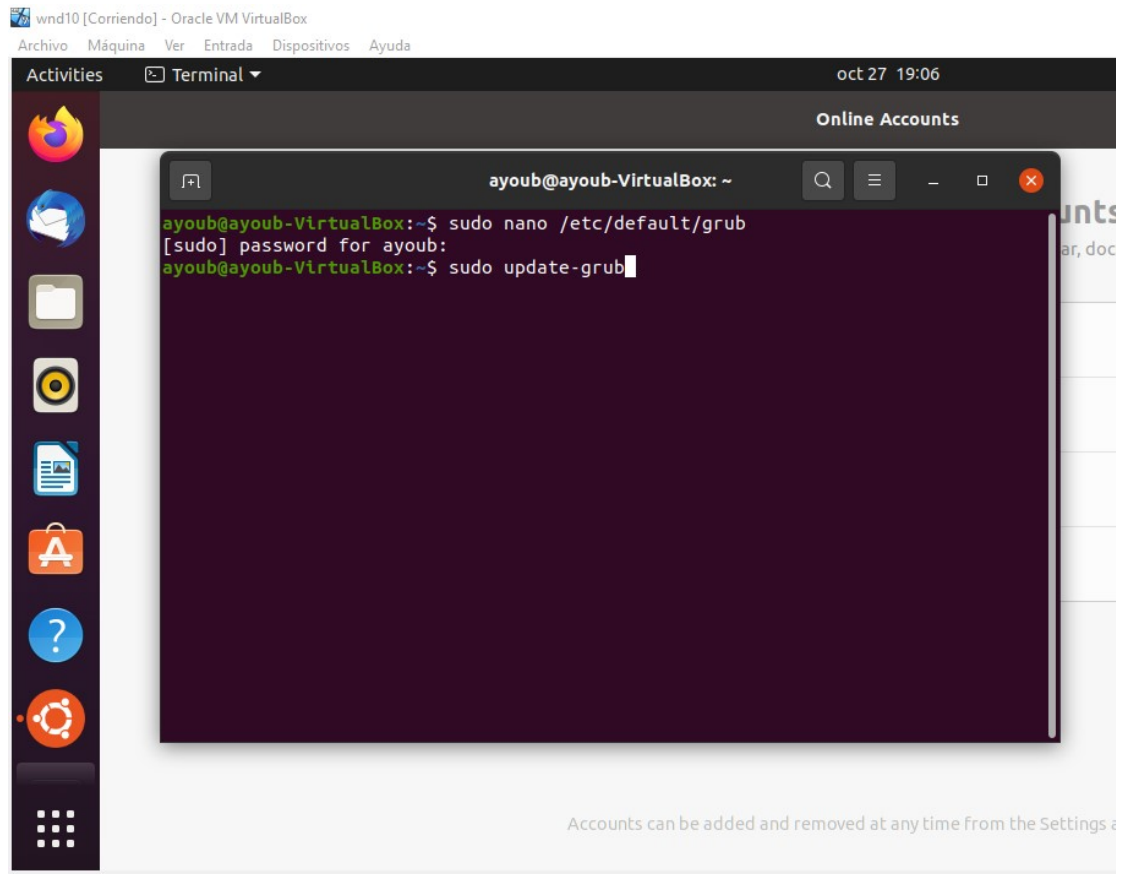 wnd10 [Corriendo] - Oracle VM VirtualBox
Archivo Máquina Ver Entrada Dispositivos Ayuda
Activities Terminal oct 27 19:06
Online Accounts
ayoub@ayoub-VirtualBox: ~
ayoub@ayoub-VirtualBox:~$ sudo nano /etc/default/grub
[sudo] password for ayoub:
ayoub@ayoub-VirtualBox:~$ sudo update-grub
Accounts can be added and removed at any time from the Settings